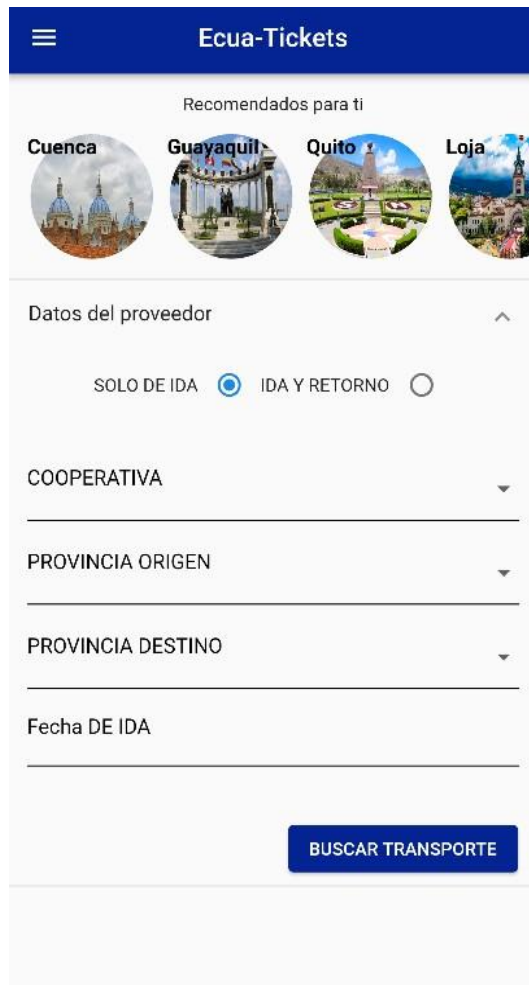 Ecua-Tickets
Recomendados para ti
Cuenca Guayaquil Quito Loja
Datos del proveedor
SOLO DE IDA IDA Y RETORNO
COOPERATIVA
PROVINCIA ORIGEN
PROVINCIA DESTINO
Fecha DE IDA
BUSCAR TRANSPORTE